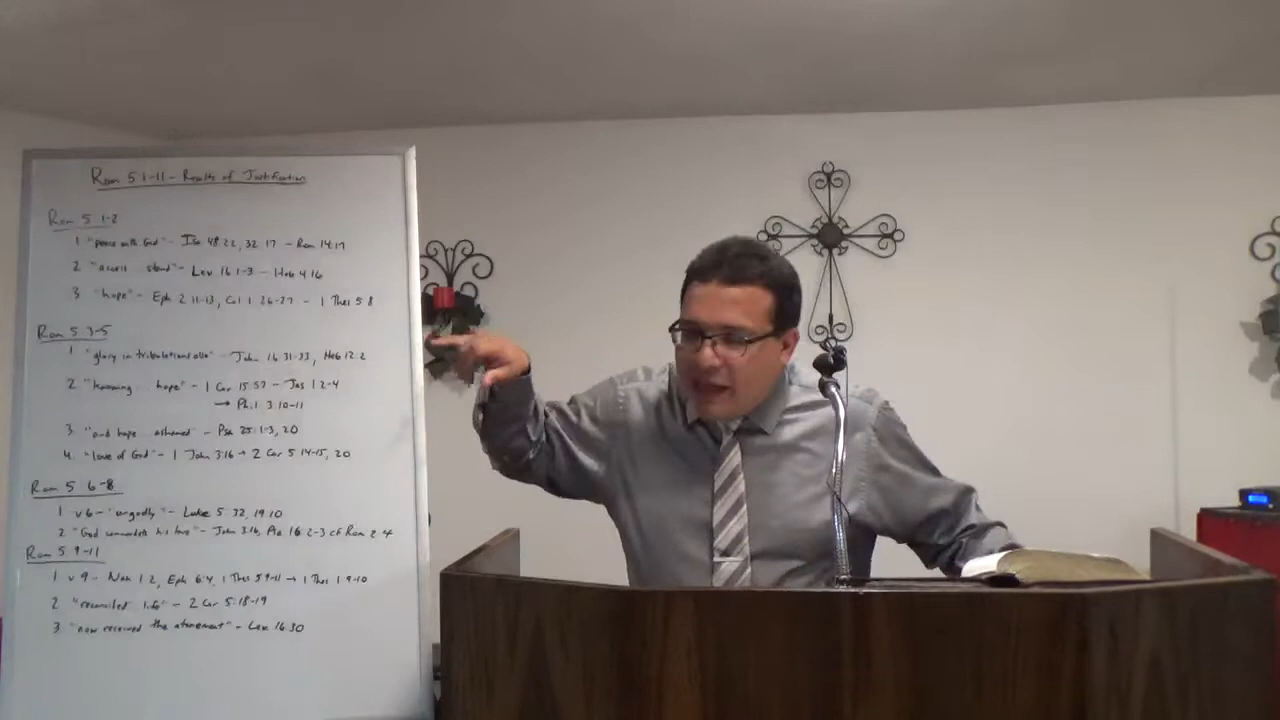 Rom 5:1-11 - Results of Justification
Rom 5:1-2
1. "peace with God" - Isa 48:22, 32:17 - Rom 14:17
2. "access stand" - Lev 16:1-3 - Heb 4:16
3. "hope" - Eph 2:11-13, Col 1:26-27 - 1 Thes 5:8
Rom 5:3-5
1. "glory in tribulations also" - John 16:31-33, Heb 12:2
2. "knowing hope" - 1 Cor 15:57 - Jas 1:2-4
→ Phil 3:10-11
3. "and hope ashamed" - Psa 25:1-3, 20
4. "love of God" - 1 John 3:16 → 2 Cor 5:14-15, 20
Rom 5:6-8
1. v6 - "ungodly" - Luke 5:32, 19:10
2. "God commendeth his love" - John 3:16, 16:2-3 cf Rom 2:4
Rom 5:9-11
1. v9 - Nah 1:2, Eph 5:6, 1 Thes 5:9-11 → 1 Thes 1:9-10
2. "reconciled life" - 2 Cor 5:18-19
3. "now received the atonement" - Lev 16:30